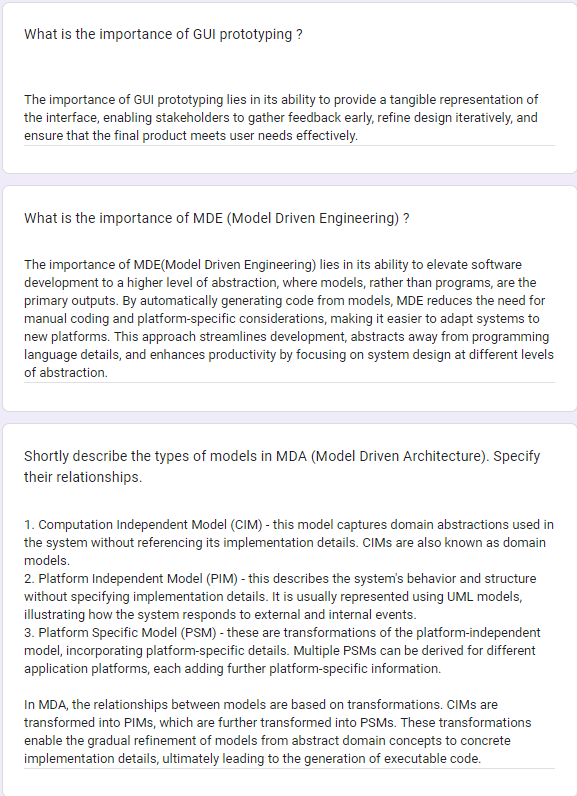 What is the importance of GUI prototyping ?
The importance of GUI prototyping lies in its ability to provide a tangible representation of
the interface, enabling stakeholders to gather feedback early, refine design iteratively, and
ensure that the final product meets user needs effectively.
What is the importance of MDE (Model Driven Engineering) ?
The importance of MDE(Model Driven Engineering) lies in its ability to elevate software
development to a higher level of abstraction, where models, rather than programs, are the
primary outputs. By automatically generating code from models, MDE reduces the need for
manual coding and platform-specific considerations, making it easier to adapt systems to
new platforms. This approach streamlines development, abstracts away from programming
language details, and enhances productivity by focusing on system design at different levels
of abstraction.
Shortly describe the types of models in MDA (Model Driven Architecture). Specify
their relationships.
1. Computation Independent Model (CIM) - this model captures domain abstractions used in
the system without referencing its implementation details. CIMs are also known as domain
models.
2. Platform Independent Model (PIM) - this describes the system's behavior and structure
without specifying implementation details. It is usually represented using UML models,
illustrating how the system responds to external and internal events.
3. Platform Specific Model (PSM) - these are transformations of the platform-independent
model, incorporating platform-specific details. Multiple PSMs can be derived for different
application platforms, each adding further platform-specific information.
In MDA, the relationships between models are based on transformations. CIMs are
transformed into PIMs, which are further transformed into PSMs. These transformations
enable the gradual refinement of models from abstract domain concepts to concrete
implementation details, ultimately leading to the generation of executable code.